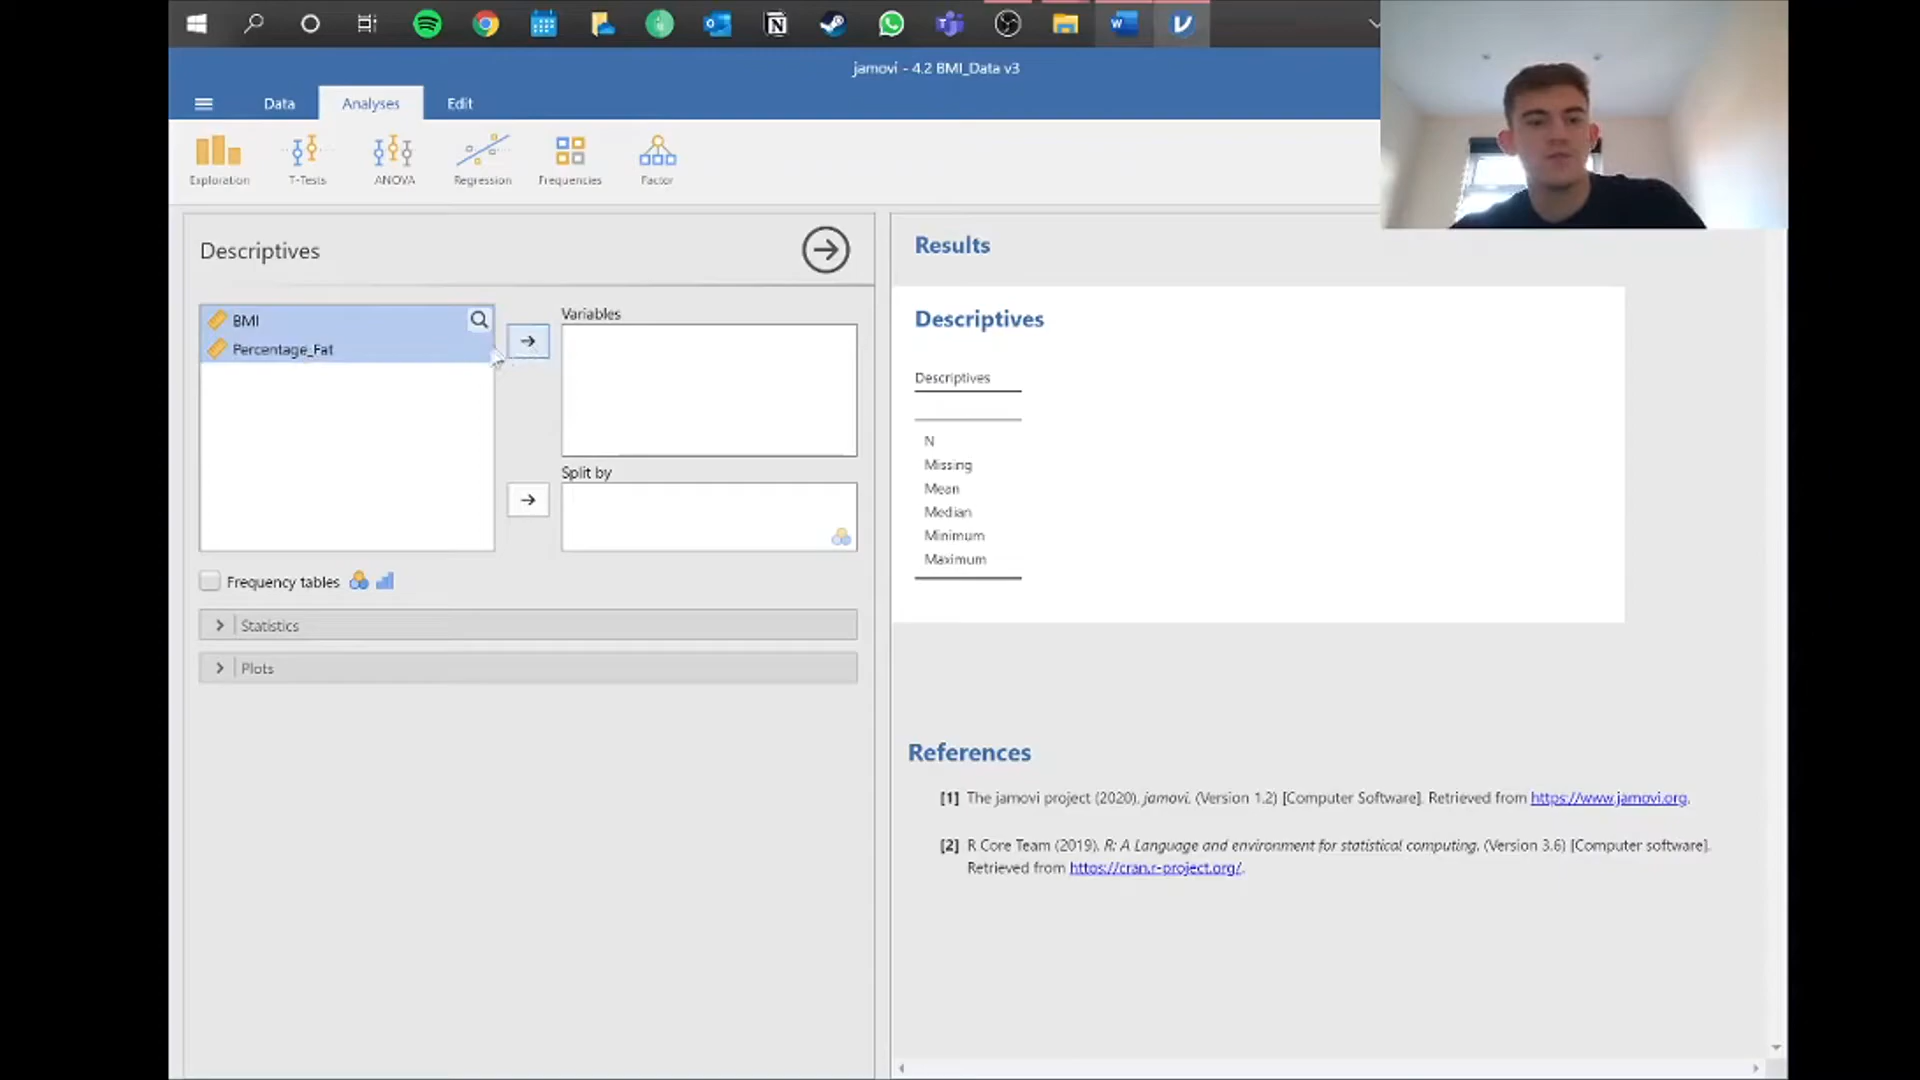 jamovi - 4.2 BMI_Data v3
Data
Analyses
Edit
Exploration
T-Tests
ANOVA
Regression
Frequencies
Factor
Descriptives
BMI
Percentage_Fat
Variables
Split by
Frequency tables
Statistics
Plots
Results
Descriptives
Descriptives
N
Missing
Mean
Median
Minimum
Maximum
References
[1] The jamovi project (2020). jamovi. (Version 1.2) [Computer Software]. Retrieved from https://www.jamovi.org.
[2] R Core Team (2019). R: A Language and environment for statistical computing. (Version 3.6) [Computer software].
Retrieved from https://cran.r-project.org/.